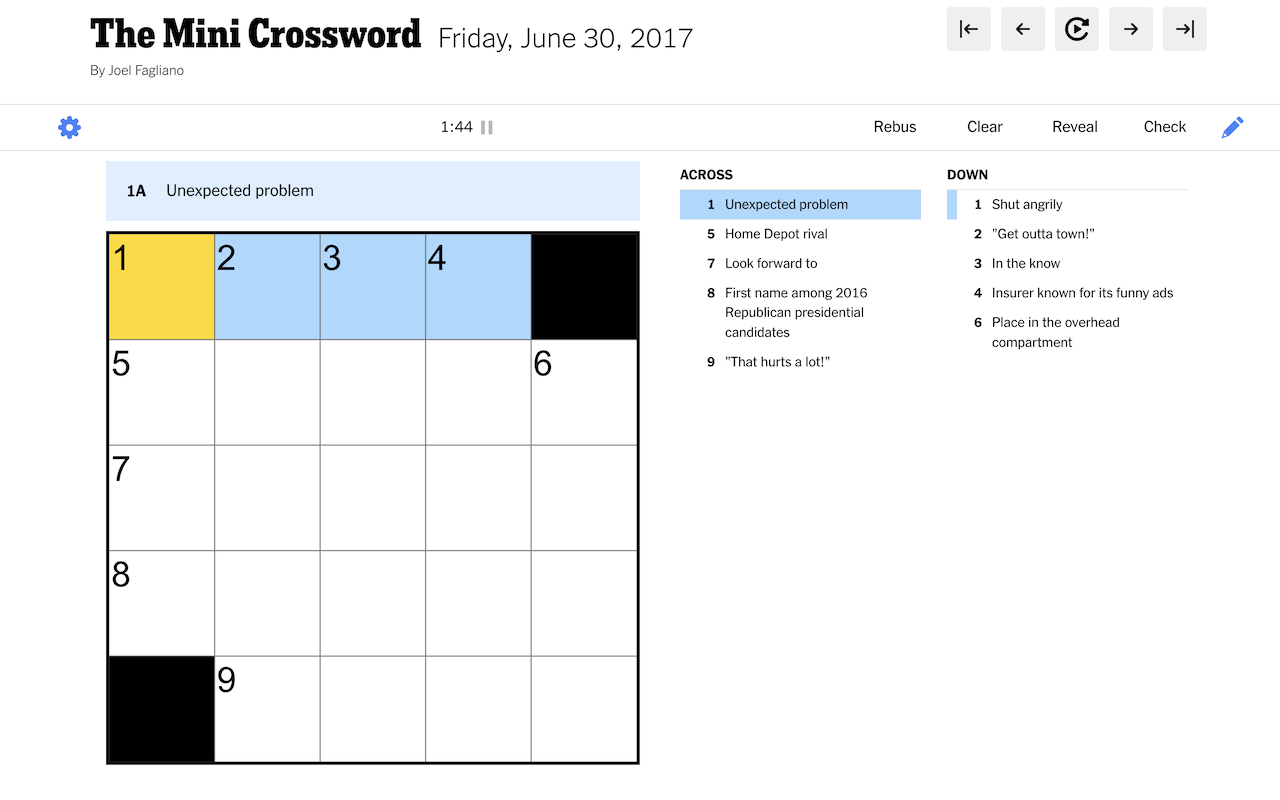 The Mini Crossword Friday, June 30, 2017
By Joel Fagliano
1:44
Rebus Clear Reveal Check
1A Unexpected problem
1 2 3 4
5 6
7
8
9
ACROSS
1 Unexpected problem
5 Home Depot rival
7 Look forward to
8 First name among 2016
Republican presidential
candidates
9 "That hurts a lot!"
DOWN
1 Shut angrily
2 "Get outta town!"
3 In the know
4 Insurer known for its funny ads
6 Place in the overhead
compartment